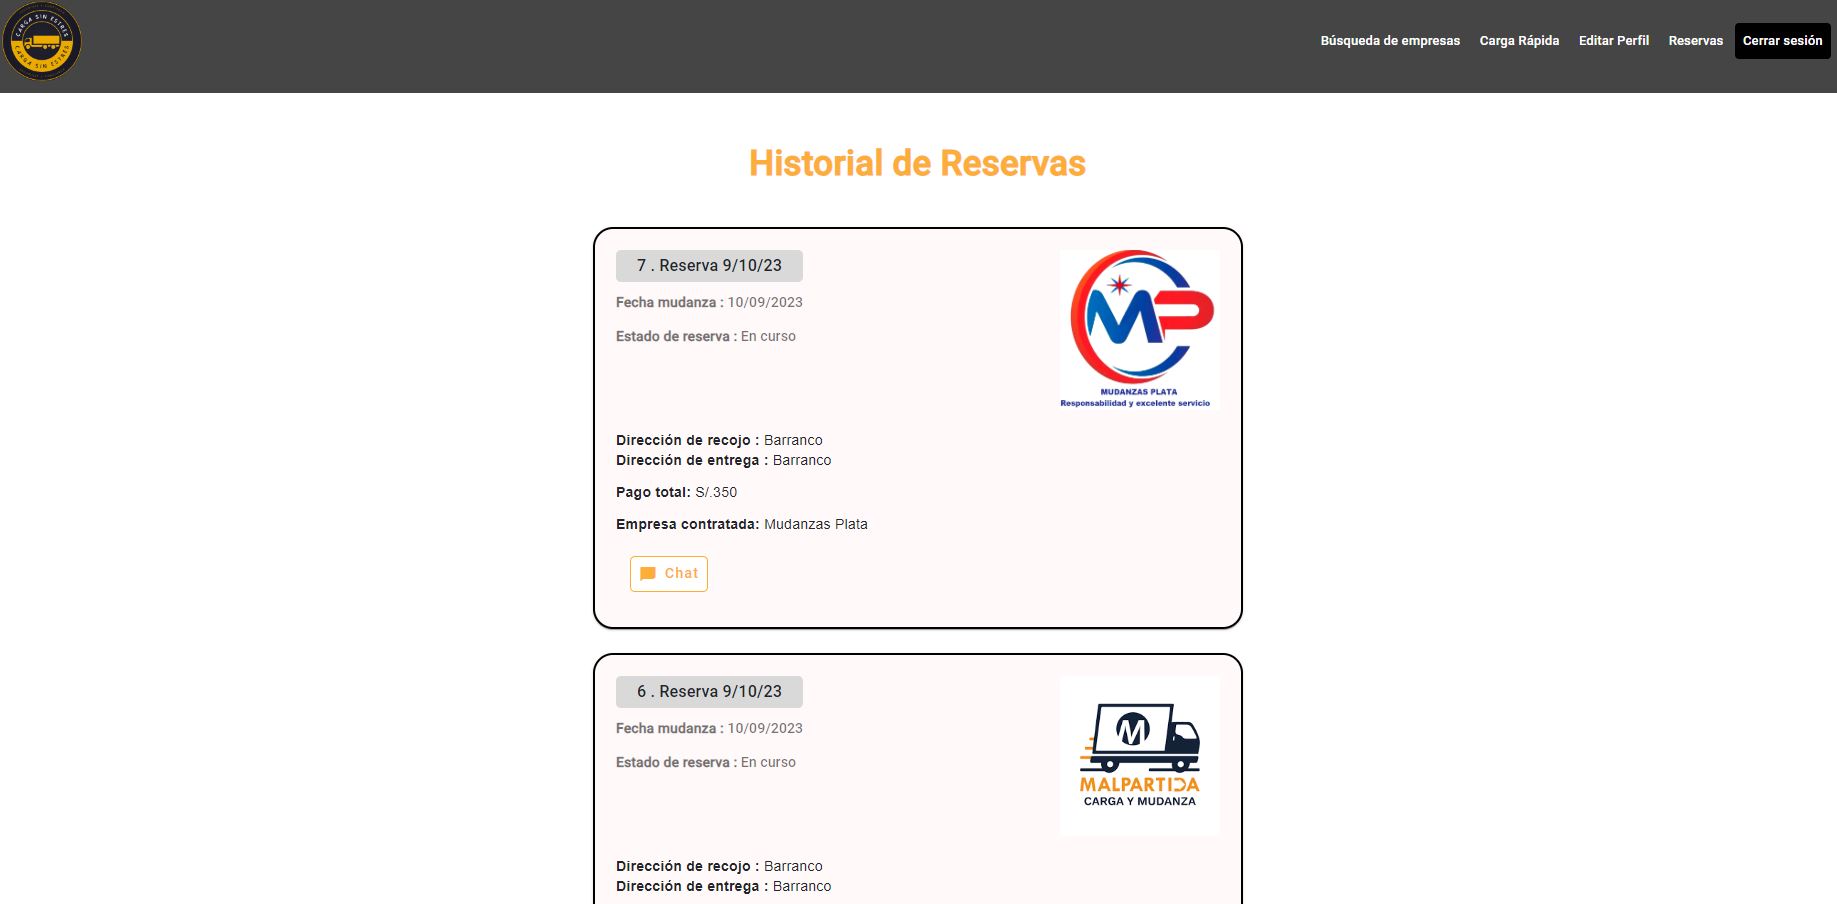 CARGA SIN ESTRES
CARGA SIN ESTRES
Búsqueda de empresas
Carga Rápida
Editar Perfil
Reservas
Cerrar sesión
Historial de Reservas
7 . Reserva 9/10/23
Fecha mudanza : 10/09/2023
Estado de reserva : En curso
MP
MUDANZAS PLATA
Responsabilidad y excelente servicio
Dirección de recojo : Barranco
Dirección de entrega : Barranco
Pago total: S/.350
Empresa contratada: Mudanzas Plata
Chat
6 . Reserva 9/10/23
Fecha mudanza : 10/09/2023
Estado de reserva : En curso
M
MALPARTIDA
CARGA Y MUDANZA
Dirección de recojo : Barranco
Dirección de entrega : Barranco